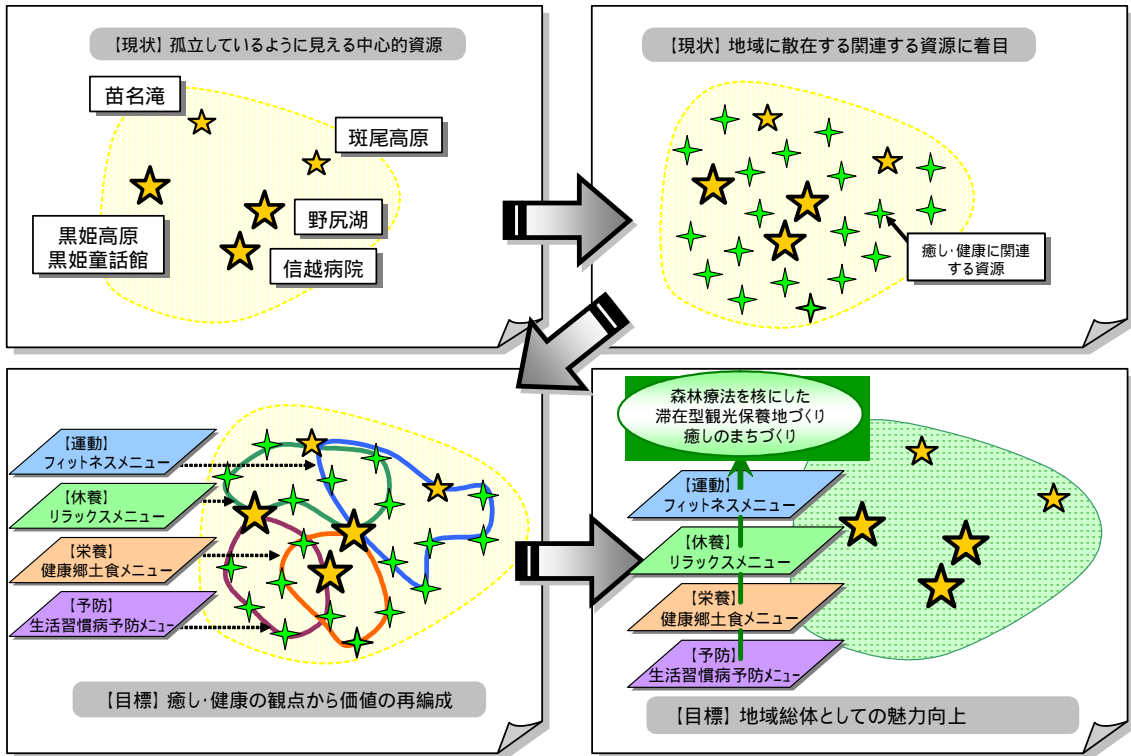 【現状】孤立しているように見える中心的資源
苗名滝
斑尾高原
黒姫高原
黒姫童話館
野尻湖
信越病院
【現状】地域に散在する関連する資源に着目
癒し・健康に関連
する資源
【運動】
フィットネスメニュー
【休養】
リラックスメニュー
【栄養】
健康郷土食メニュー
【予防】
生活習慣病予防メニュー
【目標】癒し・健康の観点から価値の再編成
森林療法を核にした
滞在型観光保養地づくり
癒しのまちづくり
【運動】
フィットネスメニュー
【休養】
リラックスメニュー
【栄養】
健康郷土食メニュー
【予防】
生活習慣病予防メニュー
【目標】地域総体としての魅力向上